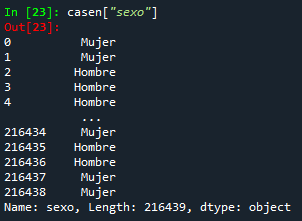 In [23]: casen["sexo"]
Out[23]:
0 Mujer
1 Mujer
2 Hombre
3 Hombre
4 Hombre
...
216434 Mujer
216435 Hombre
216436 Hombre
216437 Mujer
216438 Mujer
Name: sexo, Length: 216439, dtype: object